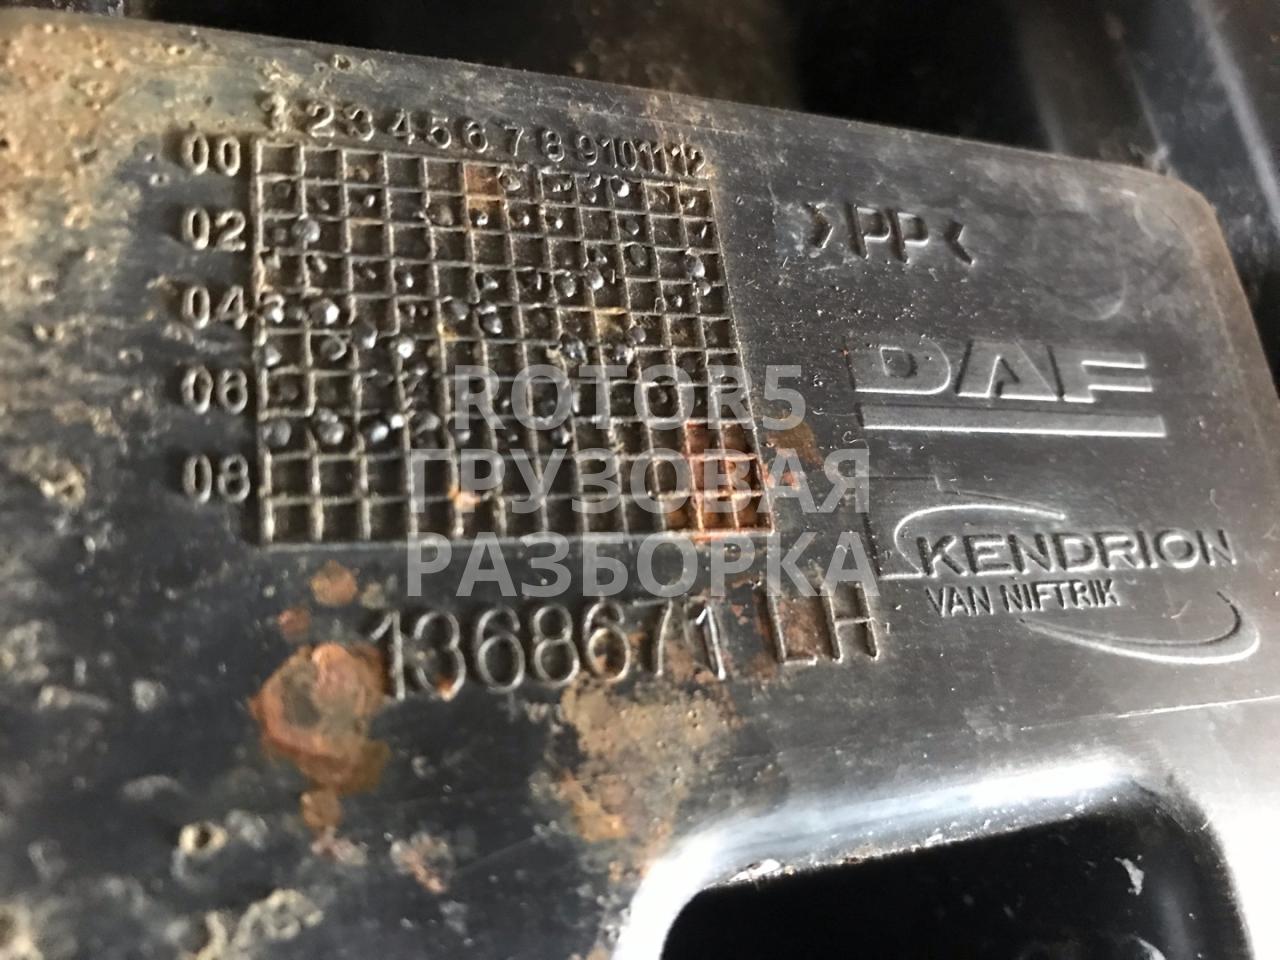 1 2 3 4 5 6 7 8 9 10 11 12
00
02
04
06
08
>PP<
DAF
KENDRION
VAN NIFTRIK
1368671 LH
ROTOR5
ГРУЗОВАЯ
РАЗБОРКА